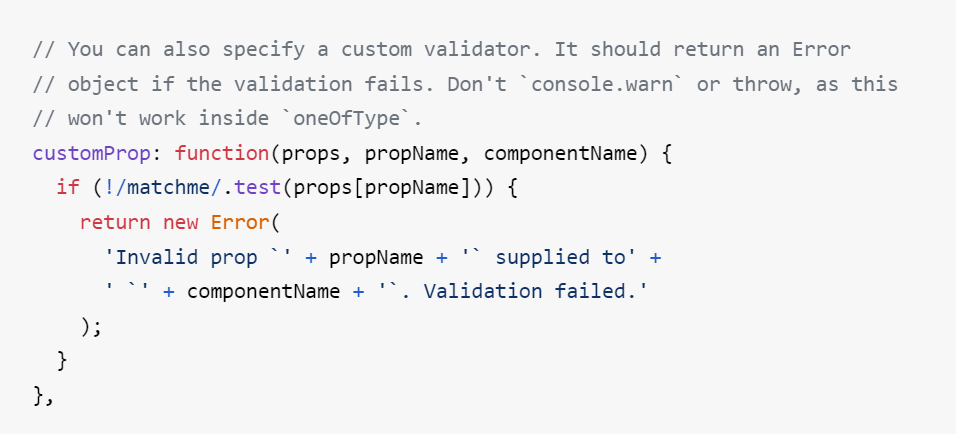 // You can also specify a custom validator. It should return an Error
// object if the validation fails. Don't `console.warn` or throw, as this
// won't work inside `oneOfType`.
customProp: function(props, propName, componentName) {
  if (!/matchme/.test(props[propName])) {
    return new Error(
      'Invalid prop `' + propName + '` supplied to' +
      ' `' + componentName + '`. Validation failed.'
    );
  }
},